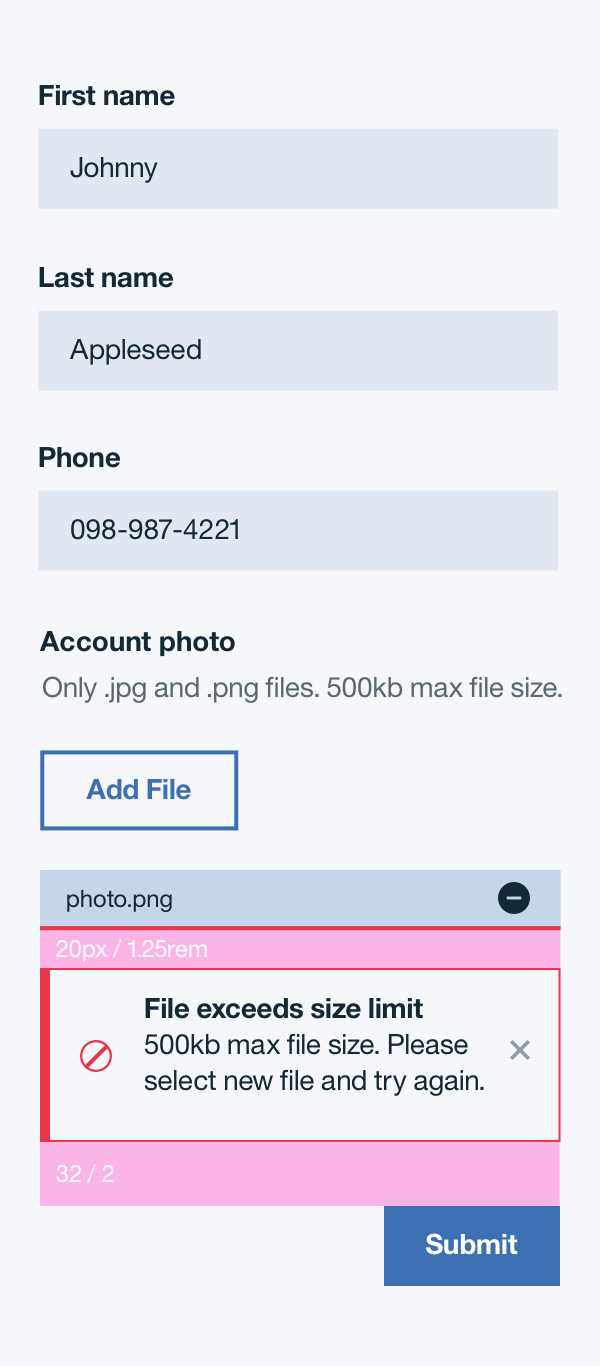 First name
Johnny
Last name
Appleseed
Phone
098-987-4221
Account photo
Only .jpg and .png files. 500kb max file size.
Add File
photo.png
20px / 1.25rem
File exceeds size limit
500kb max file size. Please
select new file and try again.
32 / 2
Submit